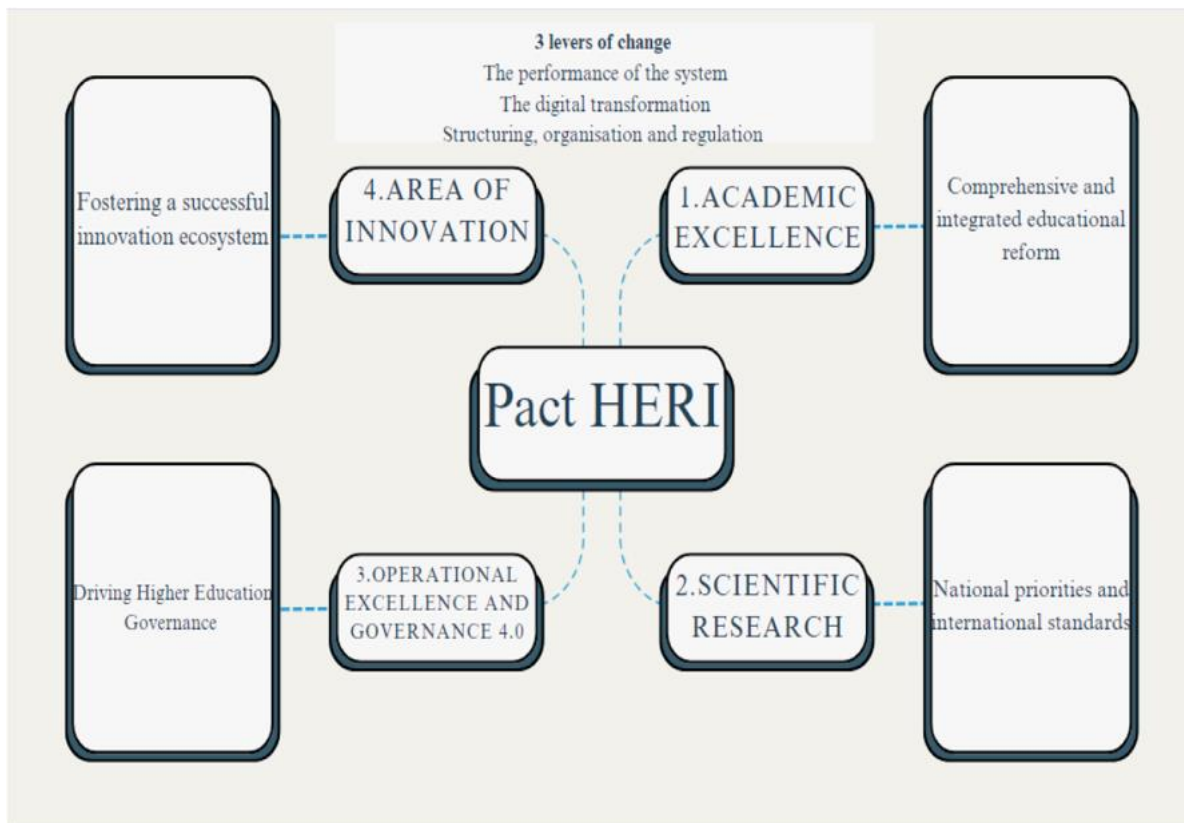 3 levers of change
The performance of the system
The digital transformation
Structuring, organisation and regulation
Fostering a successful
innovation ecosystem
4.AREA OF
INNOVATION
1.ACADEMIC
EXCELLENCE
Comprehensive and
integrated educational
reform
Pact HERI
Driving Higher Education
Governance
3.OPERATIONAL
EXCELLENCE AND
GOVERNANCE 4.0
2.SCIENTIFIC
RESEARCH
National priorities and
international standards